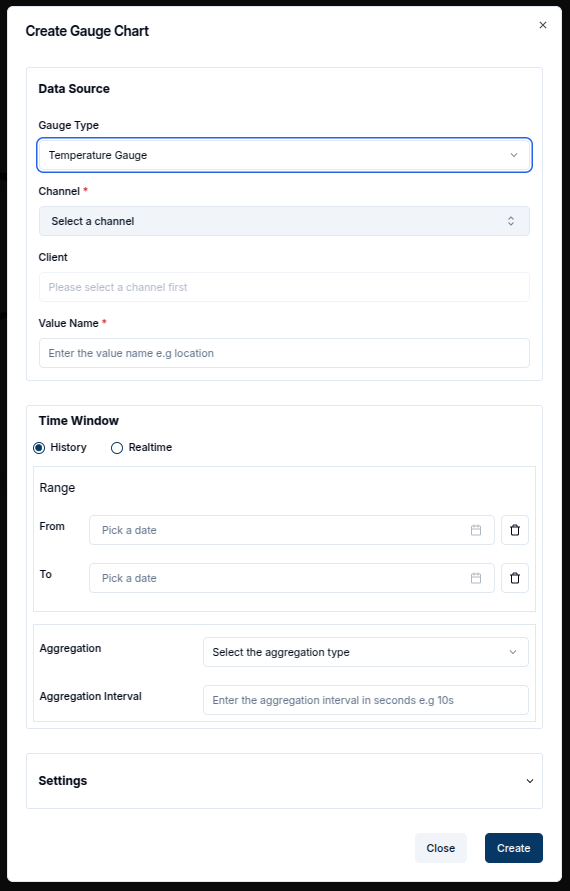 Create Gauge Chart
Data Source
Gauge Type
Temperature Gauge
Channel *
Select a channel
Client
Please select a channel first
Value Name *
Enter the value name e.g location
Time Window
History Realtime
Range
From Pick a date
To Pick a date
Aggregation Select the aggregation type
Aggregation Interval Enter the aggregation interval in seconds e.g 10s
Settings
Close Create